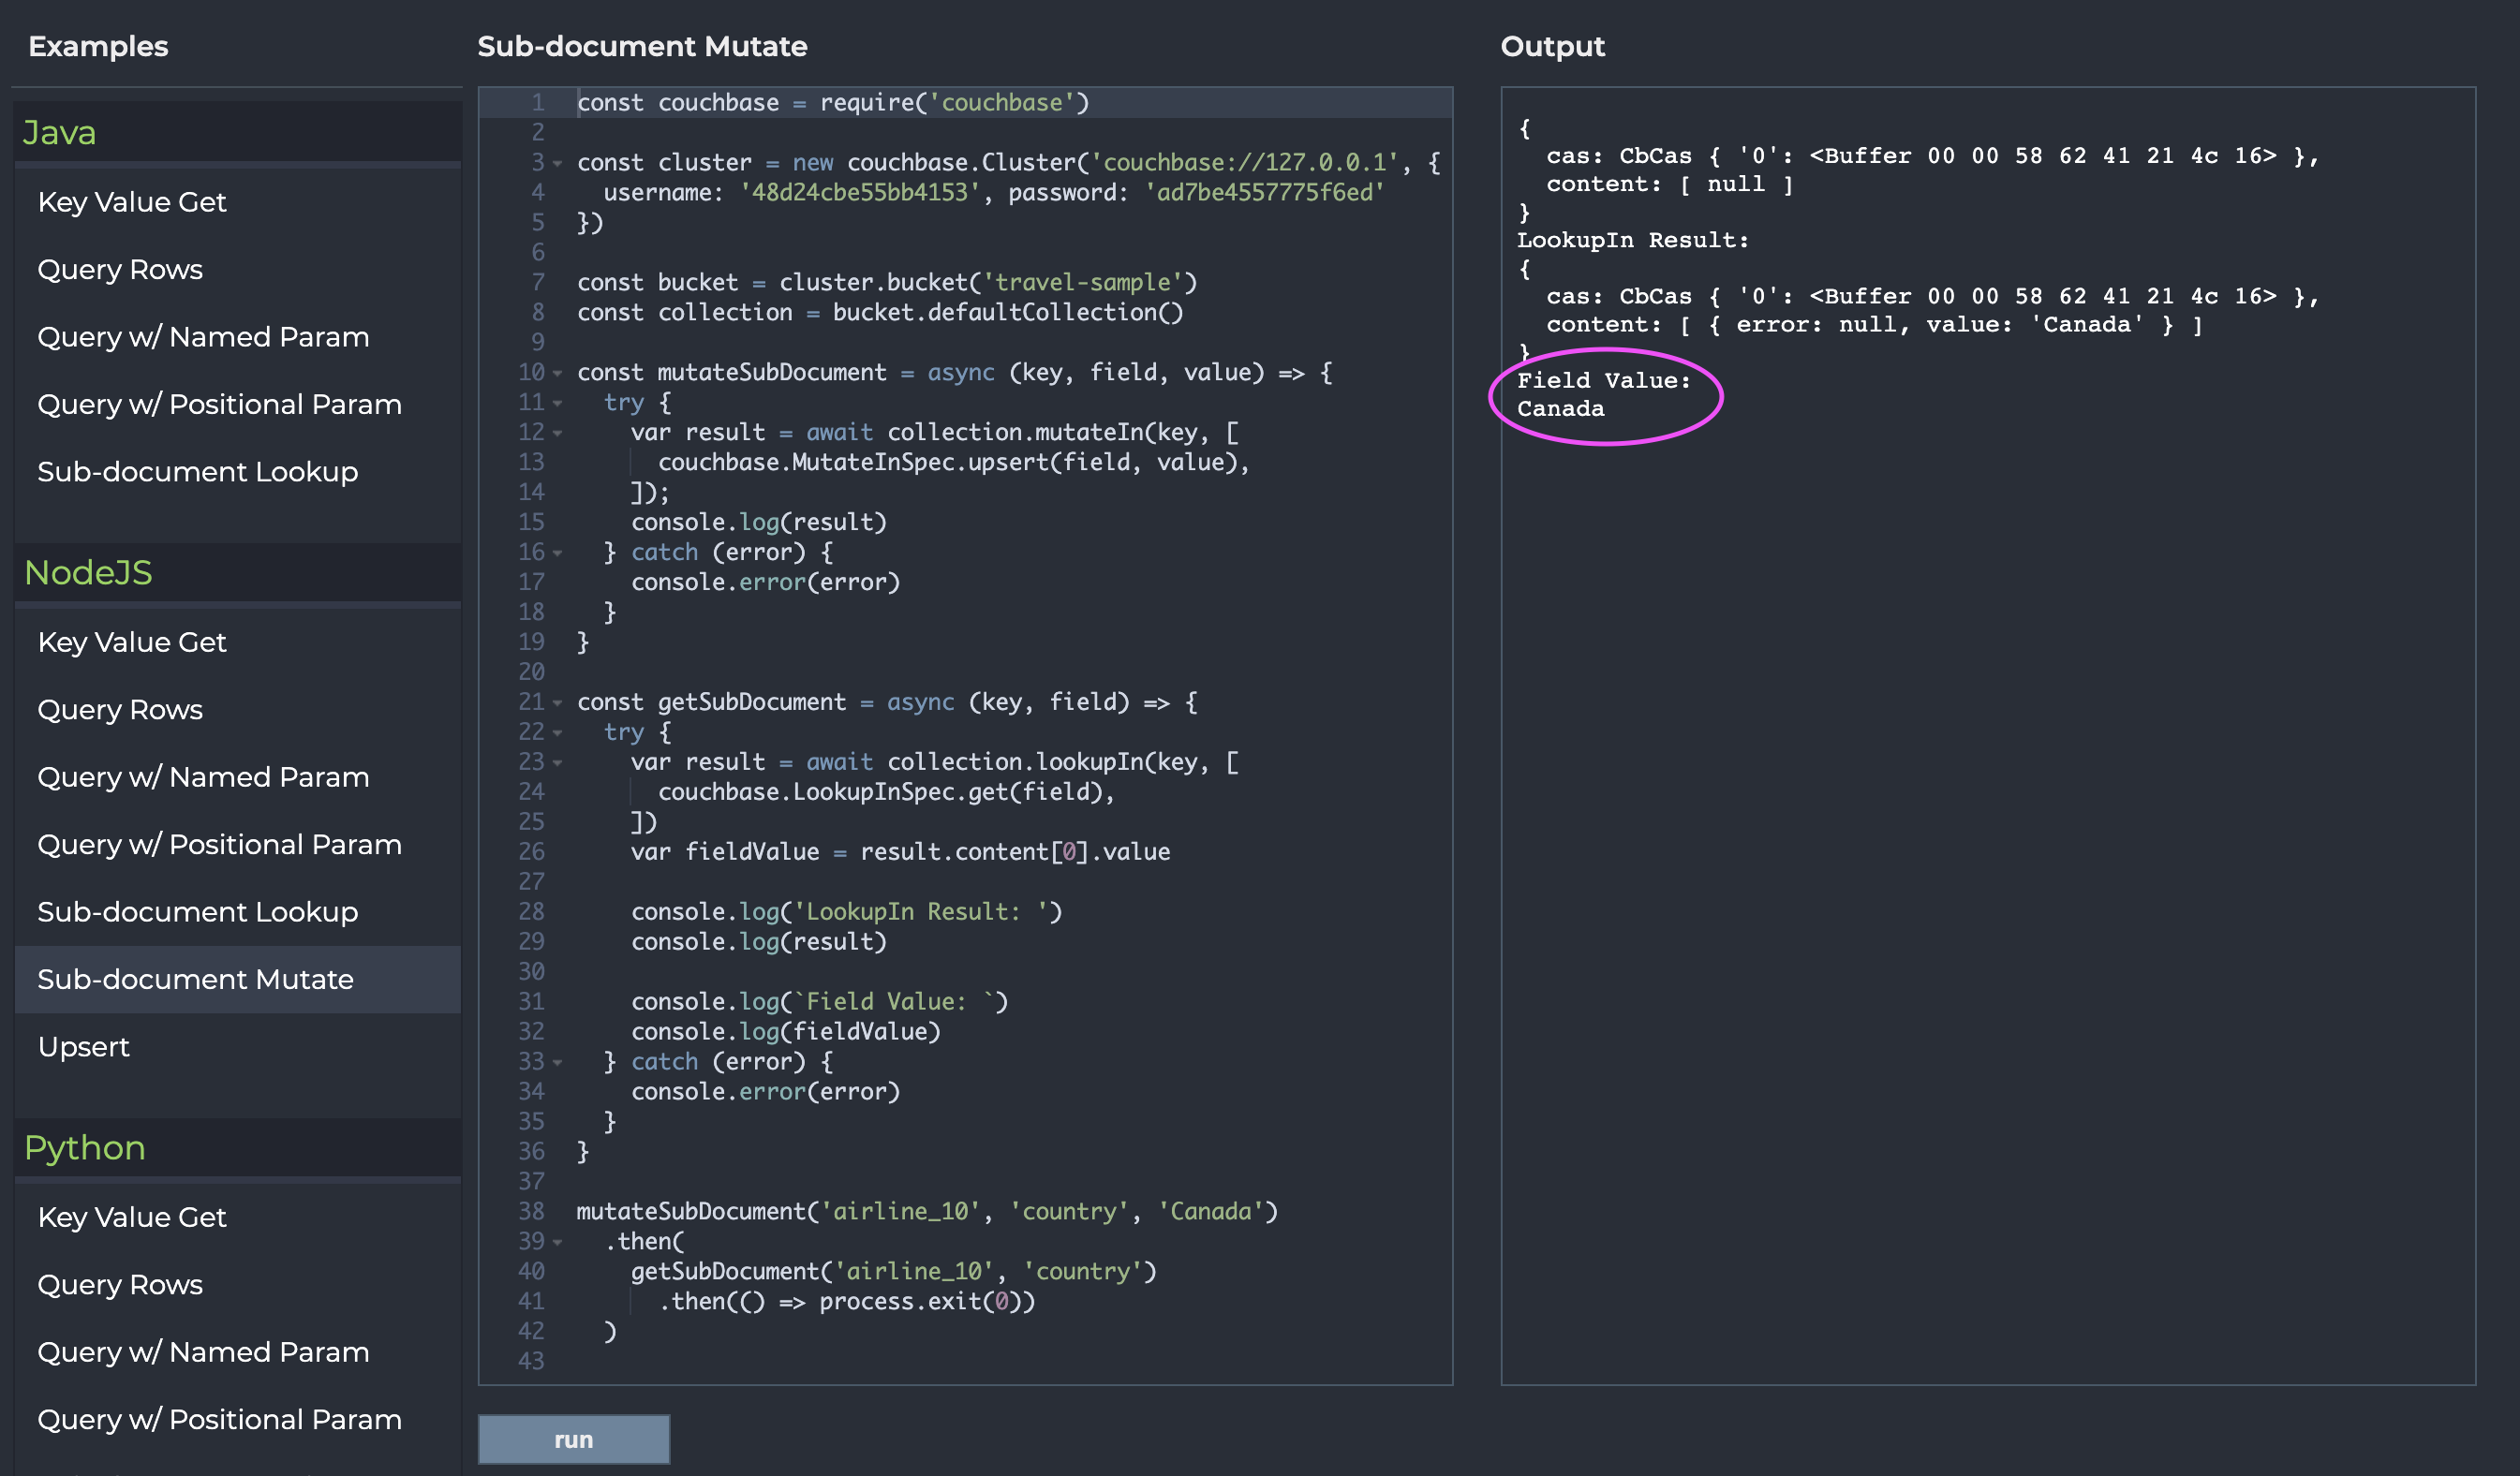 Examples
Java
Key Value Get
Query Rows
Query w/ Named Param
Query w/ Positional Param
Sub-document Lookup
NodeJS
Key Value Get
Query Rows
Query w/ Named Param
Query w/ Positional Param
Sub-document Lookup
Sub-document Mutate
Upsert
Python
Key Value Get
Query Rows
Query w/ Named Param
Query w/ Positional Param
Sub-document Mutate
1 const couchbase = require('couchbase')
2
3 const cluster = new couchbase.Cluster('couchbase://127.0.0.1', {
4   username: '48d24cbe55bb4153', password: 'ad7be4557775f6ed'
5 })
6
7 const bucket = cluster.bucket('travel-sample')
8 const collection = bucket.defaultCollection()
9
10 const mutateSubDocument = async (key, field, value) => {
11   try {
12     var result = await collection.mutateIn(key, [
13       couchbase.MutateInSpec.upsert(field, value),
14     ]);
15     console.log(result)
16   } catch (error) {
17     console.error(error)
18   }
19 }
20
21 const getSubDocument = async (key, field) => {
22   try {
23     var result = await collection.lookupIn(key, [
24       couchbase.LookupInSpec.get(field),
25     ])
26     var fieldValue = result.content[0].value
27
28     console.log('LookupIn Result: ')
29     console.log(result)
30
31     console.log(`Field Value: `)
32     console.log(fieldValue)
33   } catch (error) {
34     console.error(error)
35   }
36 }
37
38 mutateSubDocument('airline_10', 'country', 'Canada')
39   .then(
40     getSubDocument('airline_10', 'country')
41       .then(() => process.exit(0))
42   )
43
run
Output
{
  cas: CbCas { '0': <Buffer 00 00 58 62 41 21 4c 16> },
  content: [ null ]
}
LookupIn Result:
{
  cas: CbCas { '0': <Buffer 00 00 58 62 41 21 4c 16> },
  content: [ { error: null, value: 'Canada' } ]
}
Field Value:
Canada